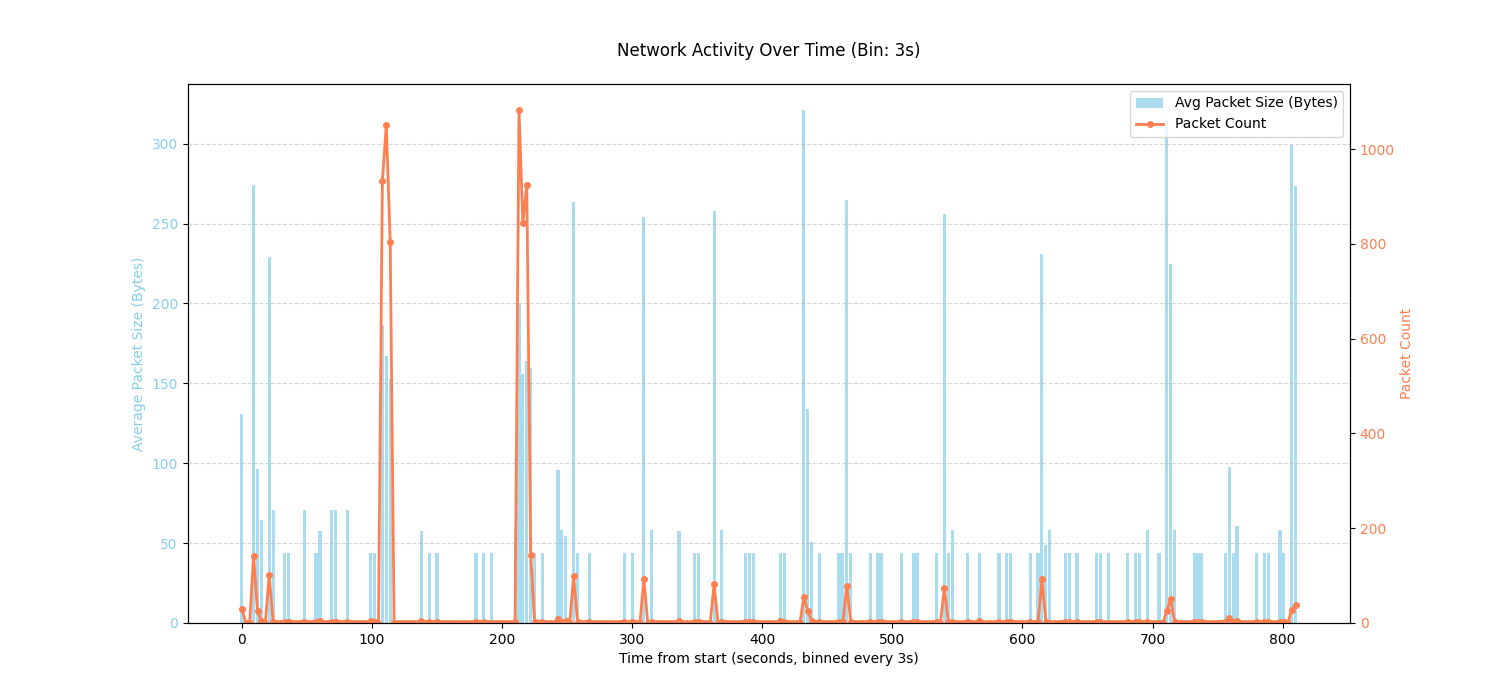 Network Activity Over Time (Bin: 3s)
Avg Packet Size (Bytes)
Packet Count
300
250
200
150
100
50
0
Average Packet Size (Bytes)
1000
800
600
400
200
0
Packet Count
0 100 200 300 400 500 600 700 800
Time from start (seconds, binned every 3s)